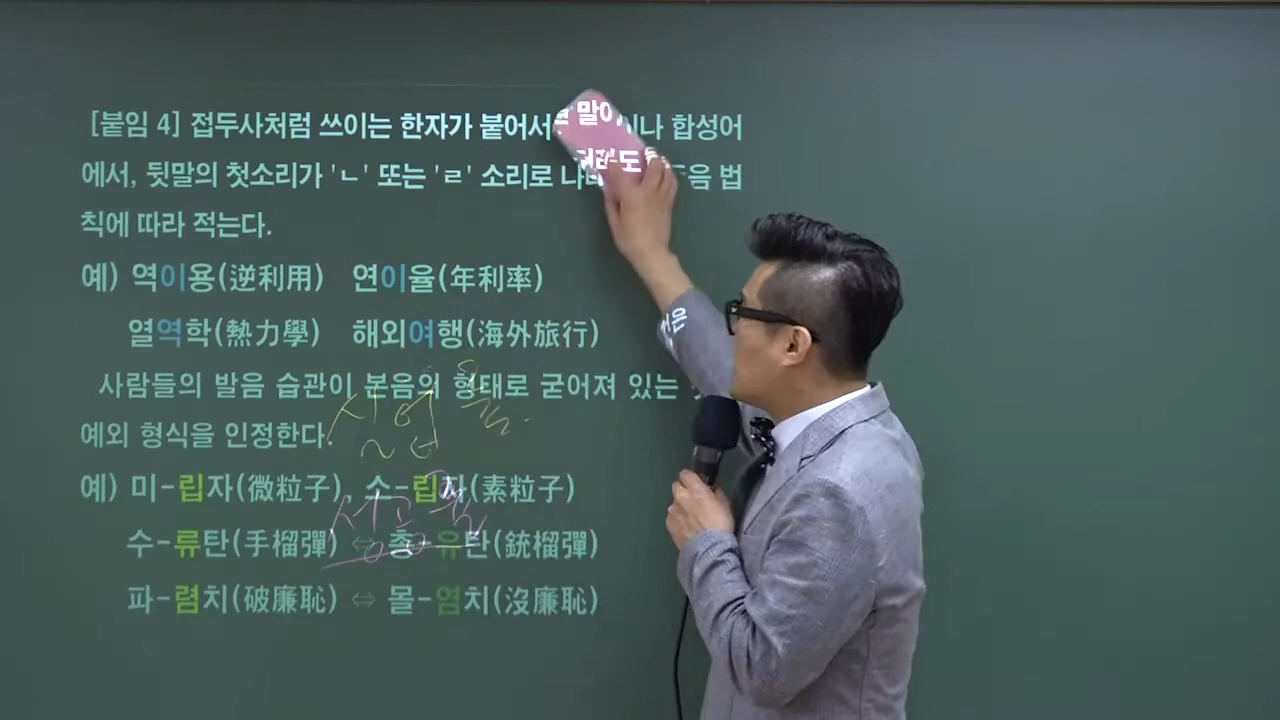 [붙임 4] 접두사처럼 쓰이는 한자가 붙어서 말이나 합성어
에서, 뒷말의 첫소리가 'ㄴ' 또는 'ㄹ' 소리로 도 음 법
칙에 따라 적는다.
예) 역이용(逆利用) 연이율(年利率)
열역학(熱力學) 해외여행(海外旅行)
사람들의 발음 습관이 본음의 형태로 굳어져 있는
실업률.
예외 형식을 인정한다.
예) 미-립자(微粒子), 소-립자(素粒子)
성공률
수-류탄(手榴彈) ⇔ 총-유탄(銃榴彈)
파-렴치(破廉恥) ⇔ 몰-염치(沒廉恥)